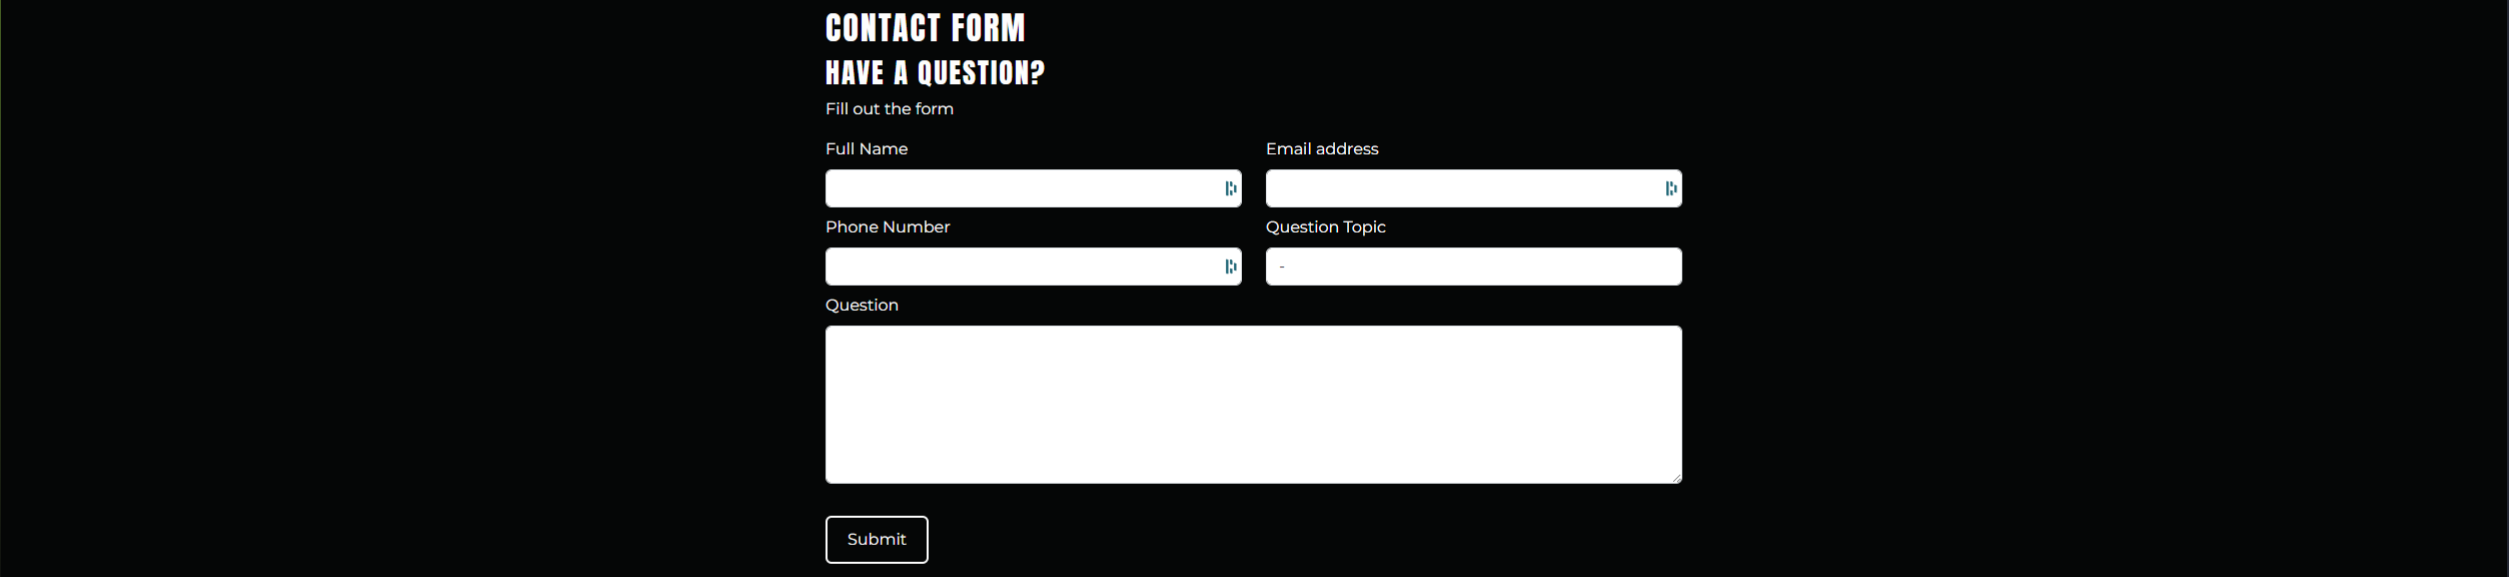 CONTACT FORM
HAVE A QUESTION?
Fill out the form
Full Name
Email address
Phone Number
Question Topic
-
Question
Submit